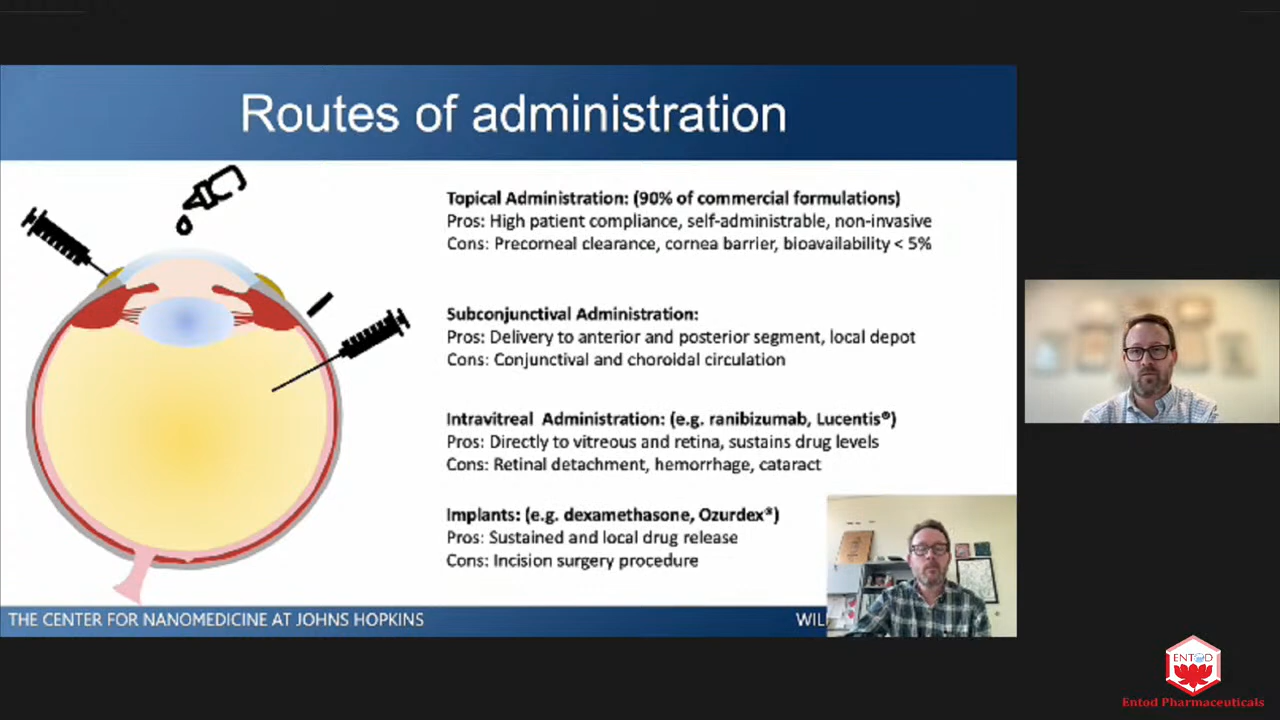 Routes of administration
Topical Administration: (90% of commercial formulations)
Pros: High patient compliance, self-administrable, non-invasive
Cons: Precorneal clearance, cornea barrier, bioavailability < 5%
Subconjunctival Administration:
Pros: Delivery to anterior and posterior segment, local depot
Cons: Conjunctival and choroidal circulation
Intravitreal Administration: (e.g. ranibizumab, Lucentis®)
Pros: Directly to vitreous and retina, sustains drug levels
Cons: Retinal detachment, hemorrhage, cataract
Implants: (e.g. dexamethasone, Ozurdex®)
Pros: Sustained and local drug release
Cons: Incision surgery procedure
THE CENTER FOR NANOMEDICINE AT JOHNS HOPKINS
WIL
ENTOD
Entod Pharmaceuticals